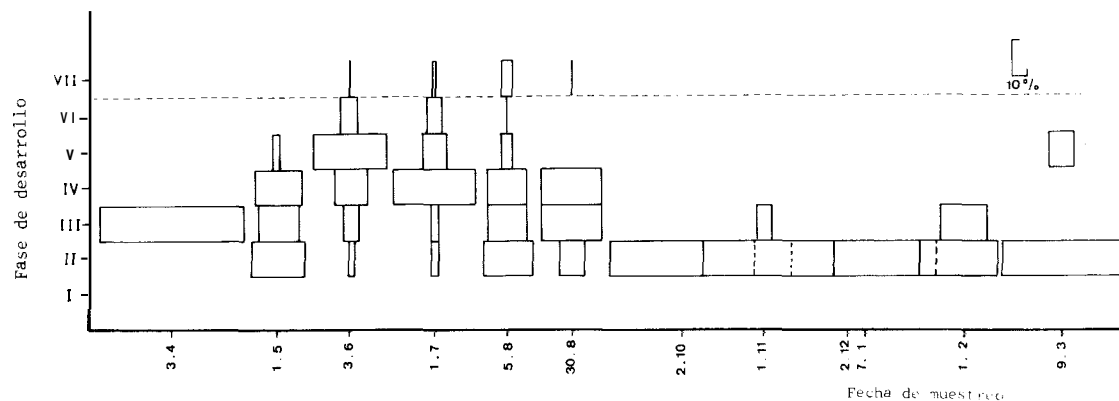 Fase de desarrollo
VII
VI
V
IV
III
II
I
10%
3.4
1.5
3.6
1.7
5.8
30.8
2.10
1.11
2.12
7.1
1.2
9.3
Fecha de muestreo